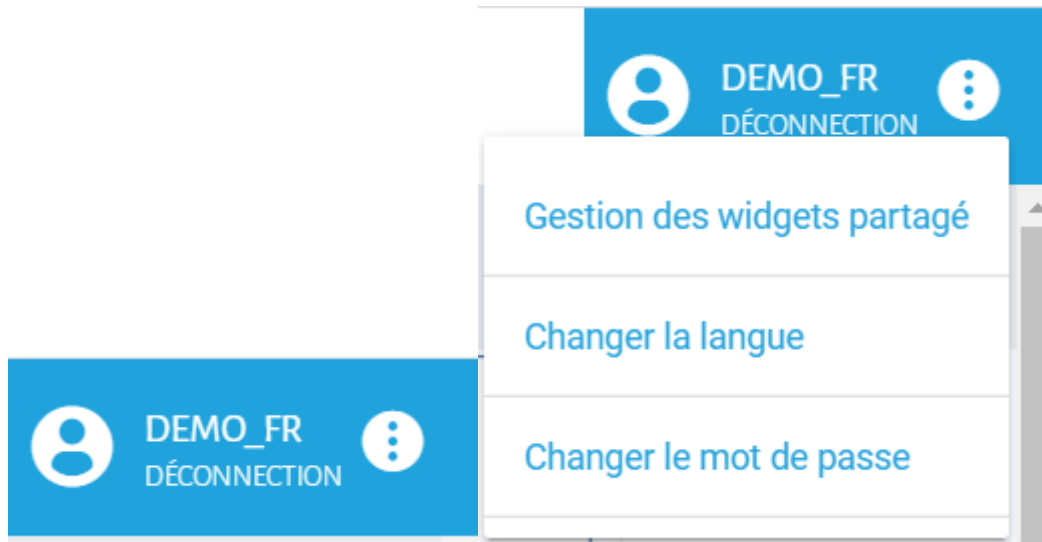 DEMO_FR
DÉCONNECTION
Gestion des widgets partagé
Changer la langue
Changer le mot de passe
DEMO_FR
DÉCONNECTION